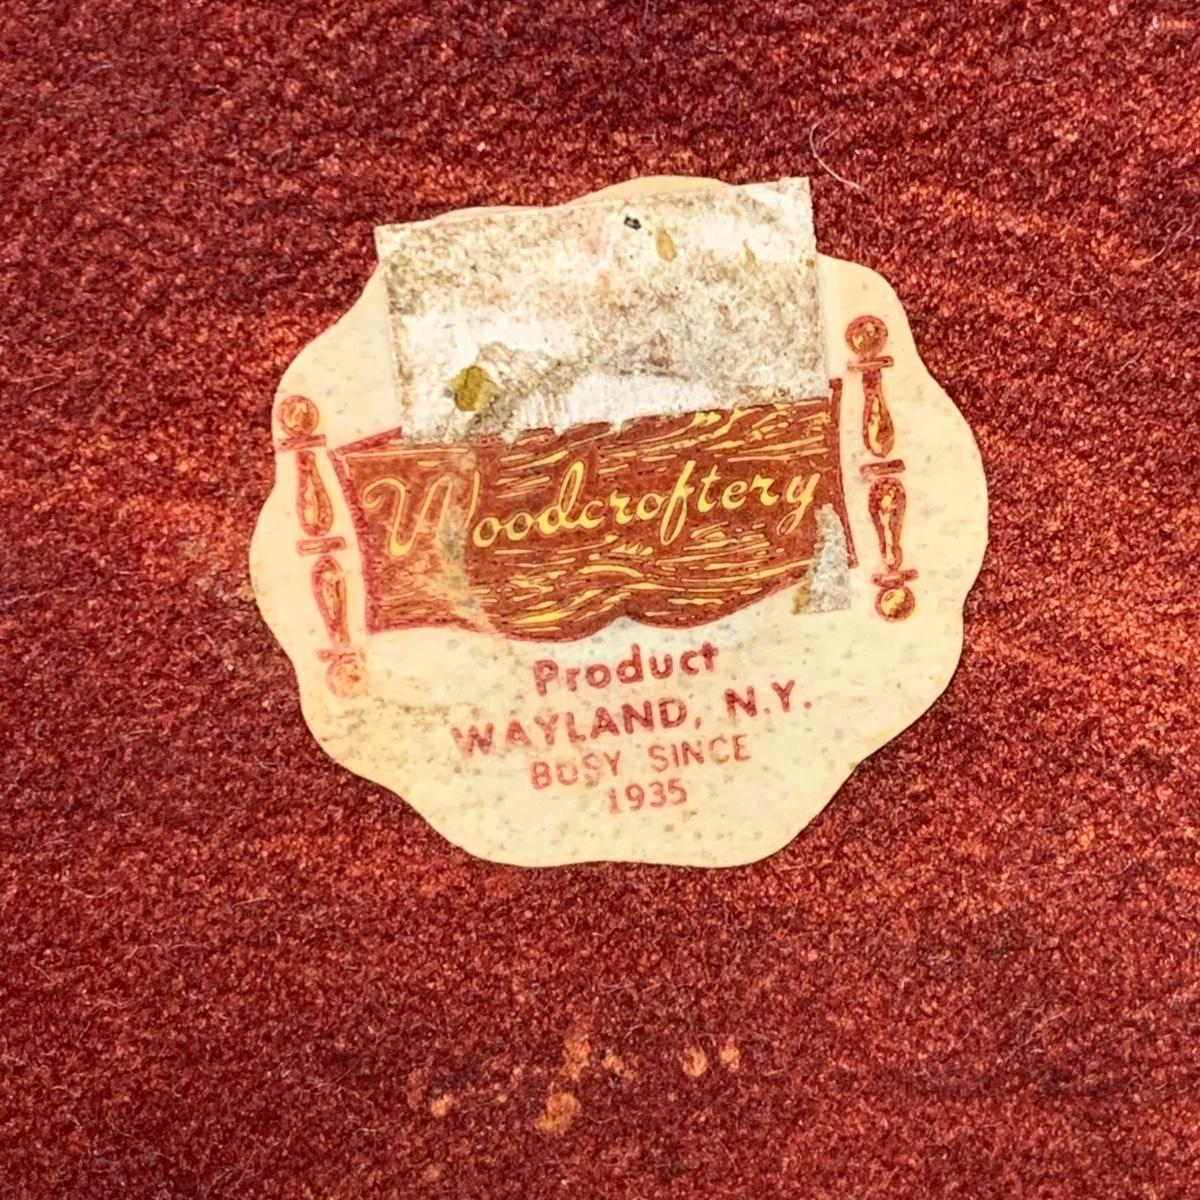 Woodcroftery
Product
WAYLAND, N.Y.
BUSY SINCE
1935